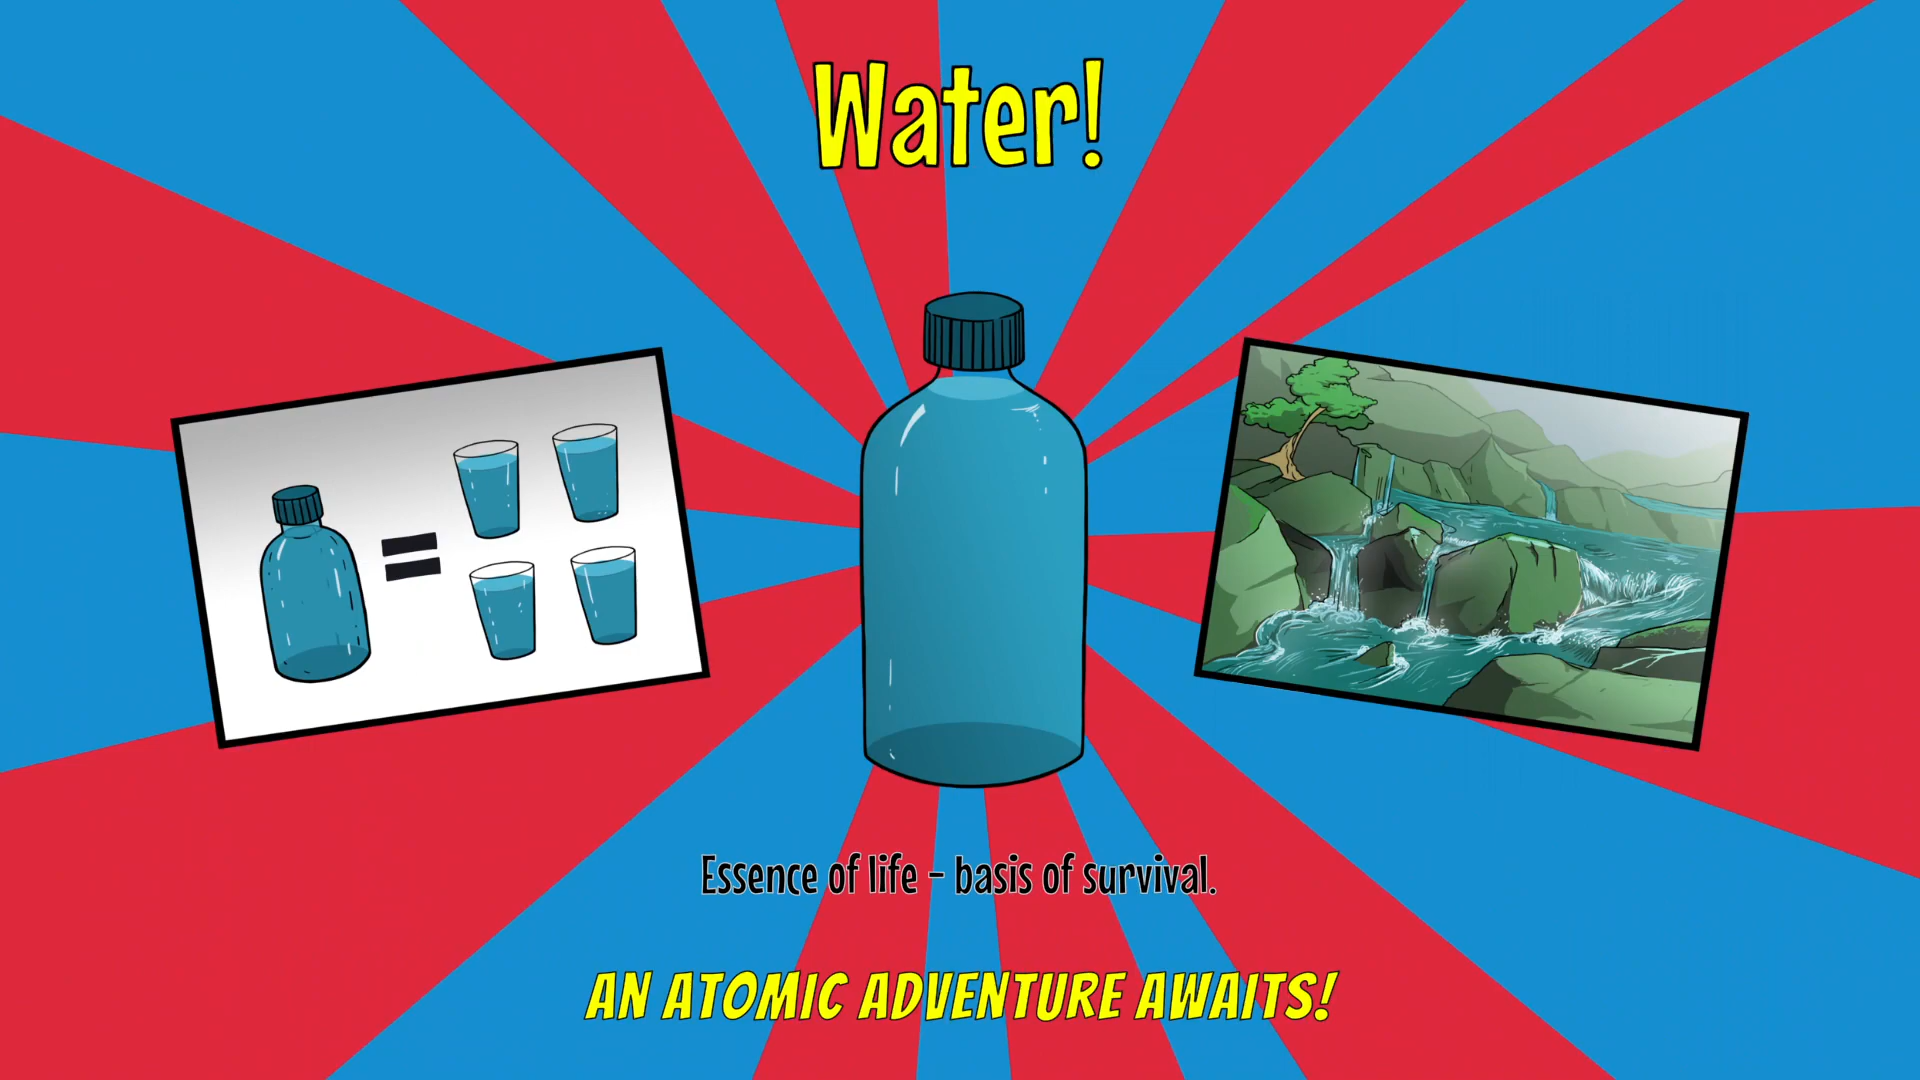 Water!
Essence of life - basis of survival.
AN ATOMIC ADVENTURE AWAITS!